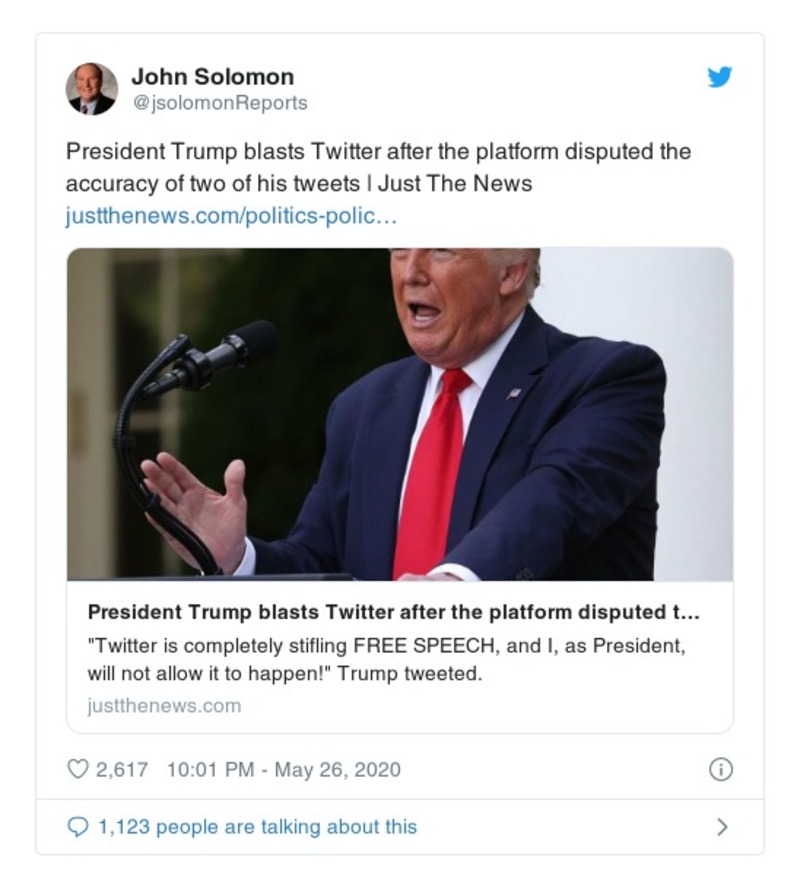 John Solomon
@jsolomonReports
President Trump blasts Twitter after the platform disputed the
accuracy of two of his tweets | Just The News
justthenews.com/politics-polic…
President Trump blasts Twitter after the platform disputed t...
"Twitter is completely stifling FREE SPEECH, and I, as President,
will not allow it to happen!" Trump tweeted.
justthenews.com
2,617 10:01 PM - May 26, 2020
1,123 people are talking about this